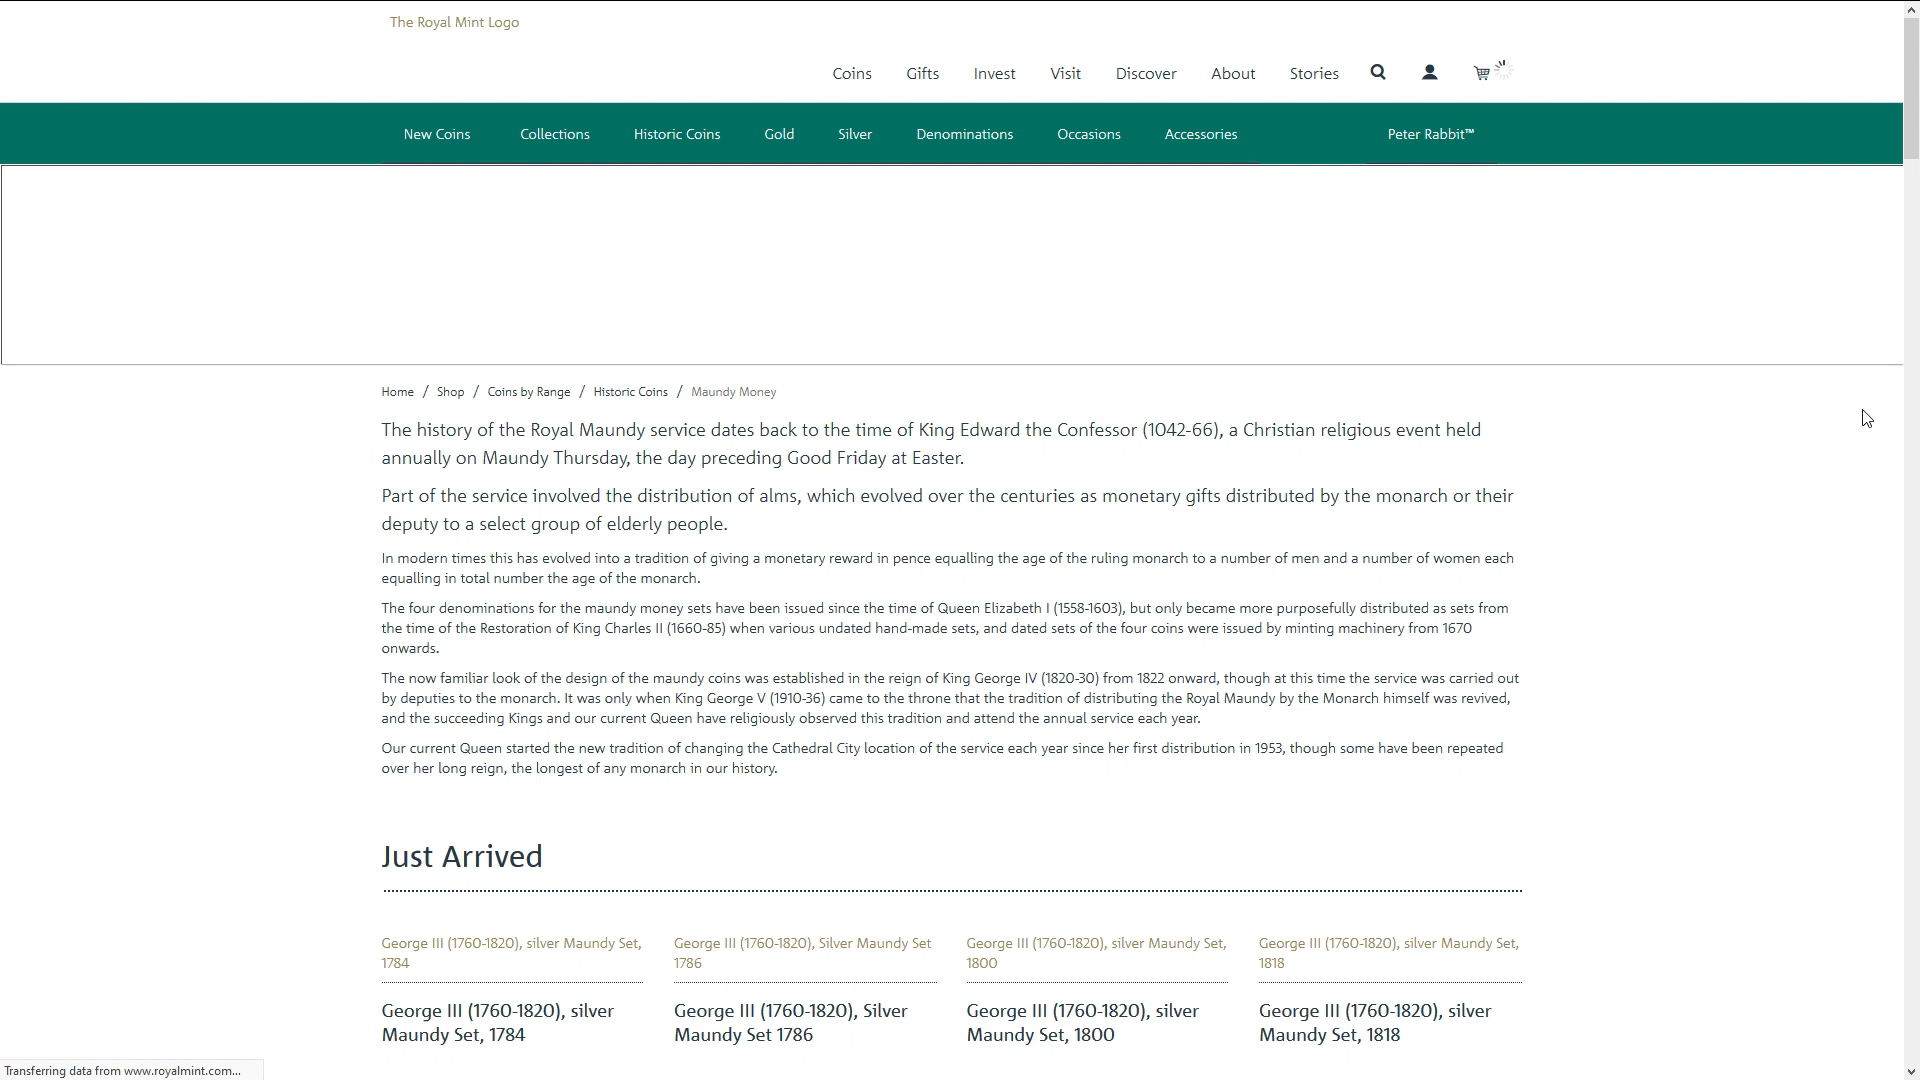 The Royal Mint Logo
Coins Gifts Invest Visit Discover About Stories
New Coins Collections Historic Coins Gold Silver Denominations Occasions Accessories Peter Rabbit™
Home / Shop / Coins by Range / Historic Coins / Maundy Money
The history of the Royal Maundy service dates back to the time of King Edward the Confessor (1042-66), a Christian religious event held
annually on Maundy Thursday, the day preceding Good Friday at Easter.
Part of the service involved the distribution of alms, which evolved over the centuries as monetary gifts distributed by the monarch or their
deputy to a select group of elderly people.
In modern times this has evolved into a tradition of giving a monetary reward in pence equalling the age of the ruling monarch to a number of men and a number of women each
equalling in total number the age of the monarch.
The four denominations for the maundy money sets have been issued since the time of Queen Elizabeth I (1558-1603), but only became more purposefully distributed as sets from
the time of the Restoration of King Charles II (1660-85) when various undated hand-made sets, and dated sets of the four coins were issued by minting machinery from 1670
onwards.
The now familiar look of the design of the maundy coins was established in the reign of King George IV (1820-30) from 1822 onward, though at this time the service was carried out
by deputies to the monarch. It was only when King George V (1910-36) came to the throne that the tradition of distributing the Royal Maundy by the Monarch himself was revived,
and the succeeding Kings and our current Queen have religiously observed this tradition and attend the annual service each year.
Our current Queen started the new tradition of changing the Cathedral City location of the service each year since her first distribution in 1953, though some have been repeated
over her long reign, the longest of any monarch in our history.
Just Arrived
George III (1760-1820), silver Maundy Set,
1784
George III (1760-1820), silver
Maundy Set, 1784
George III (1760-1820), Silver Maundy Set
1786
George III (1760-1820), Silver
Maundy Set 1786
George III (1760-1820), silver Maundy Set,
1800
George III (1760-1820), silver
Maundy Set, 1800
George III (1760-1820), silver Maundy Set,
1818
George III (1760-1820), silver
Maundy Set, 1818
Transferring data from www.royalmint.com...